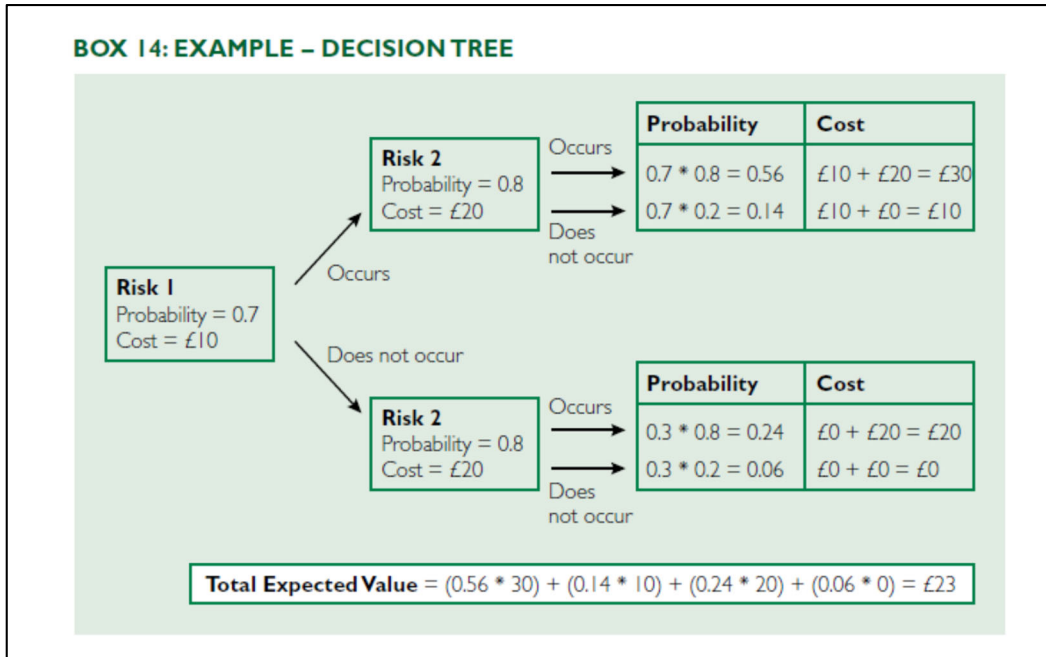 BOX 14: EXAMPLE – DECISION TREE
Risk 1
Probability = 0.7
Cost = £10
Occurs
Does not occur
Risk 2
Probability = 0.8
Cost = £20
Occurs
Does
not occur
Probability Cost
0.7 * 0.8 = 0.56 £10 + £20 = £30
0.7 * 0.2 = 0.14 £10 + £0 = £10
Risk 2
Probability = 0.8
Cost = £20
Occurs
Does
not occur
Probability Cost
0.3 * 0.8 = 0.24 £0 + £20 = £20
0.3 * 0.2 = 0.06 £0 + £0 = £0
Total Expected Value = (0.56 * 30) + (0.14 * 10) + (0.24 * 20) + (0.06 * 0) = £23